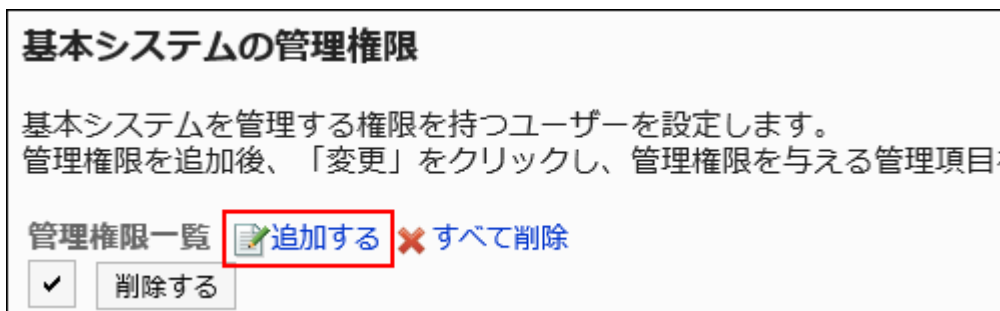 基本システムの管理権限
基本システムを管理する権限を持つユーザーを設定します。
管理権限を追加後、「変更」をクリックし、管理権限を与える管理項目
管理権限一覧 追加する すべて削除
削除する